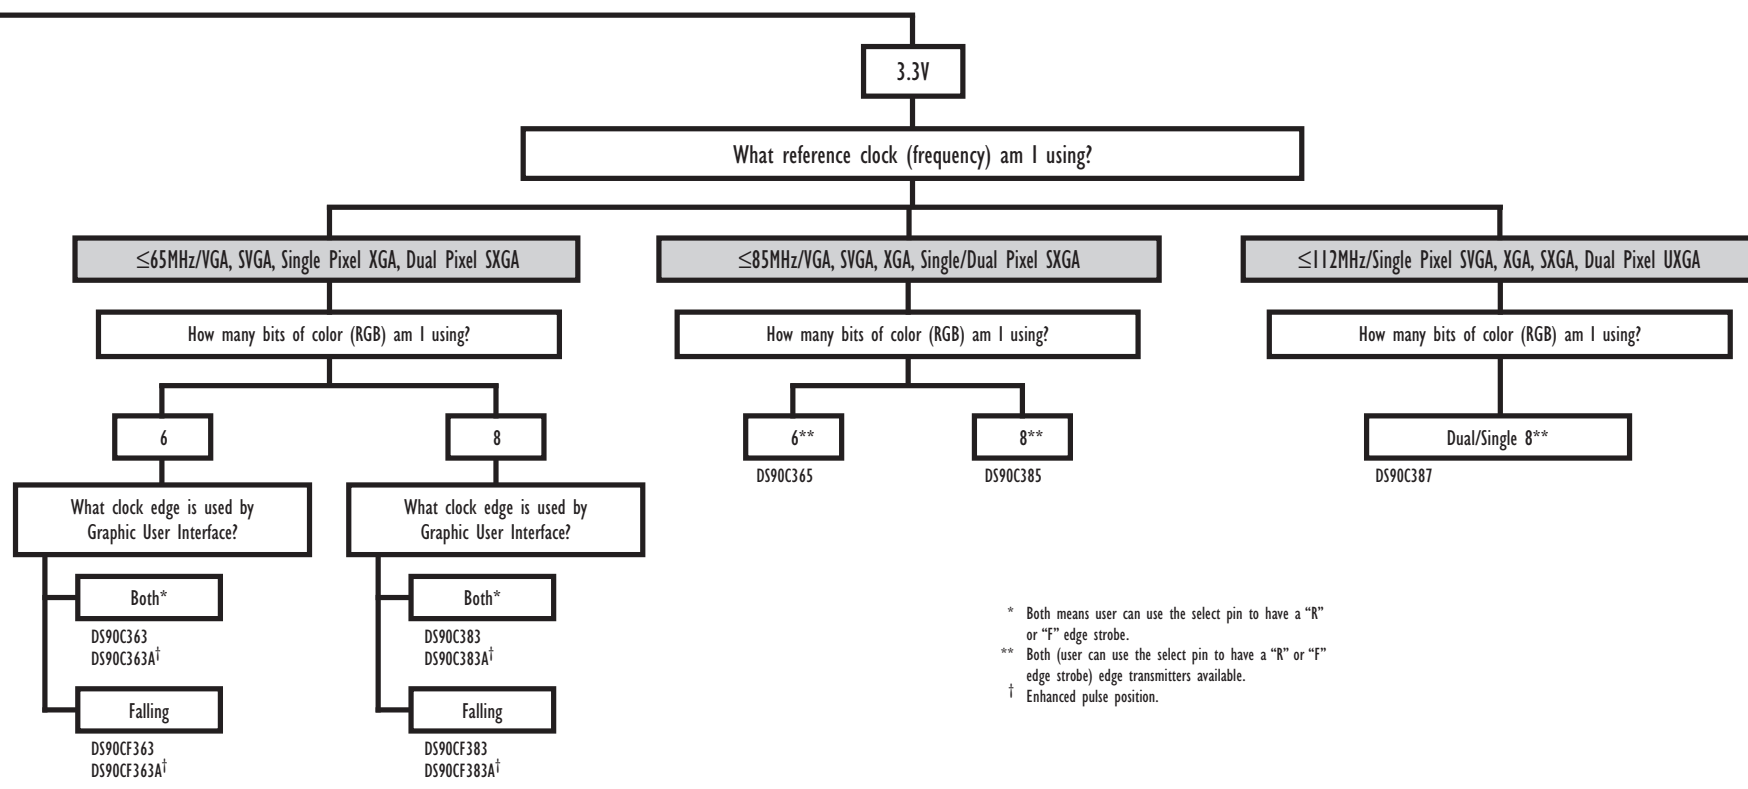 3.3V
What reference clock (frequency) am I using?
≤65MHz/VGA, SVGA, Single Pixel XGA, Dual Pixel SXGA
≤85MHz/VGA, SVGA, XGA, Single/Dual Pixel SXGA
≤112MHz/Single Pixel SVGA, XGA, SXGA, Dual Pixel UXGA
How many bits of color (RGB) am I using?
How many bits of color (RGB) am I using?
How many bits of color (RGB) am I using?
6
8
6**
8**
Dual/Single 8**
DS90C365
DS90C385
DS90C387
What clock edge is used by
Graphic User Interface?
What clock edge is used by
Graphic User Interface?
Both*
DS90C363
DS90C363A†
Falling
DS90CF363
DS90CF363A†
Both*
DS90C383
DS90C383A†
Falling
DS90CF383
DS90CF383A†
* Both means user can use the select pin to have a “R”
or “F” edge strobe.
** Both (user can use the select pin to have a “R” or “F”
edge strobe) edge transmitters available.
† Enhanced pulse position.